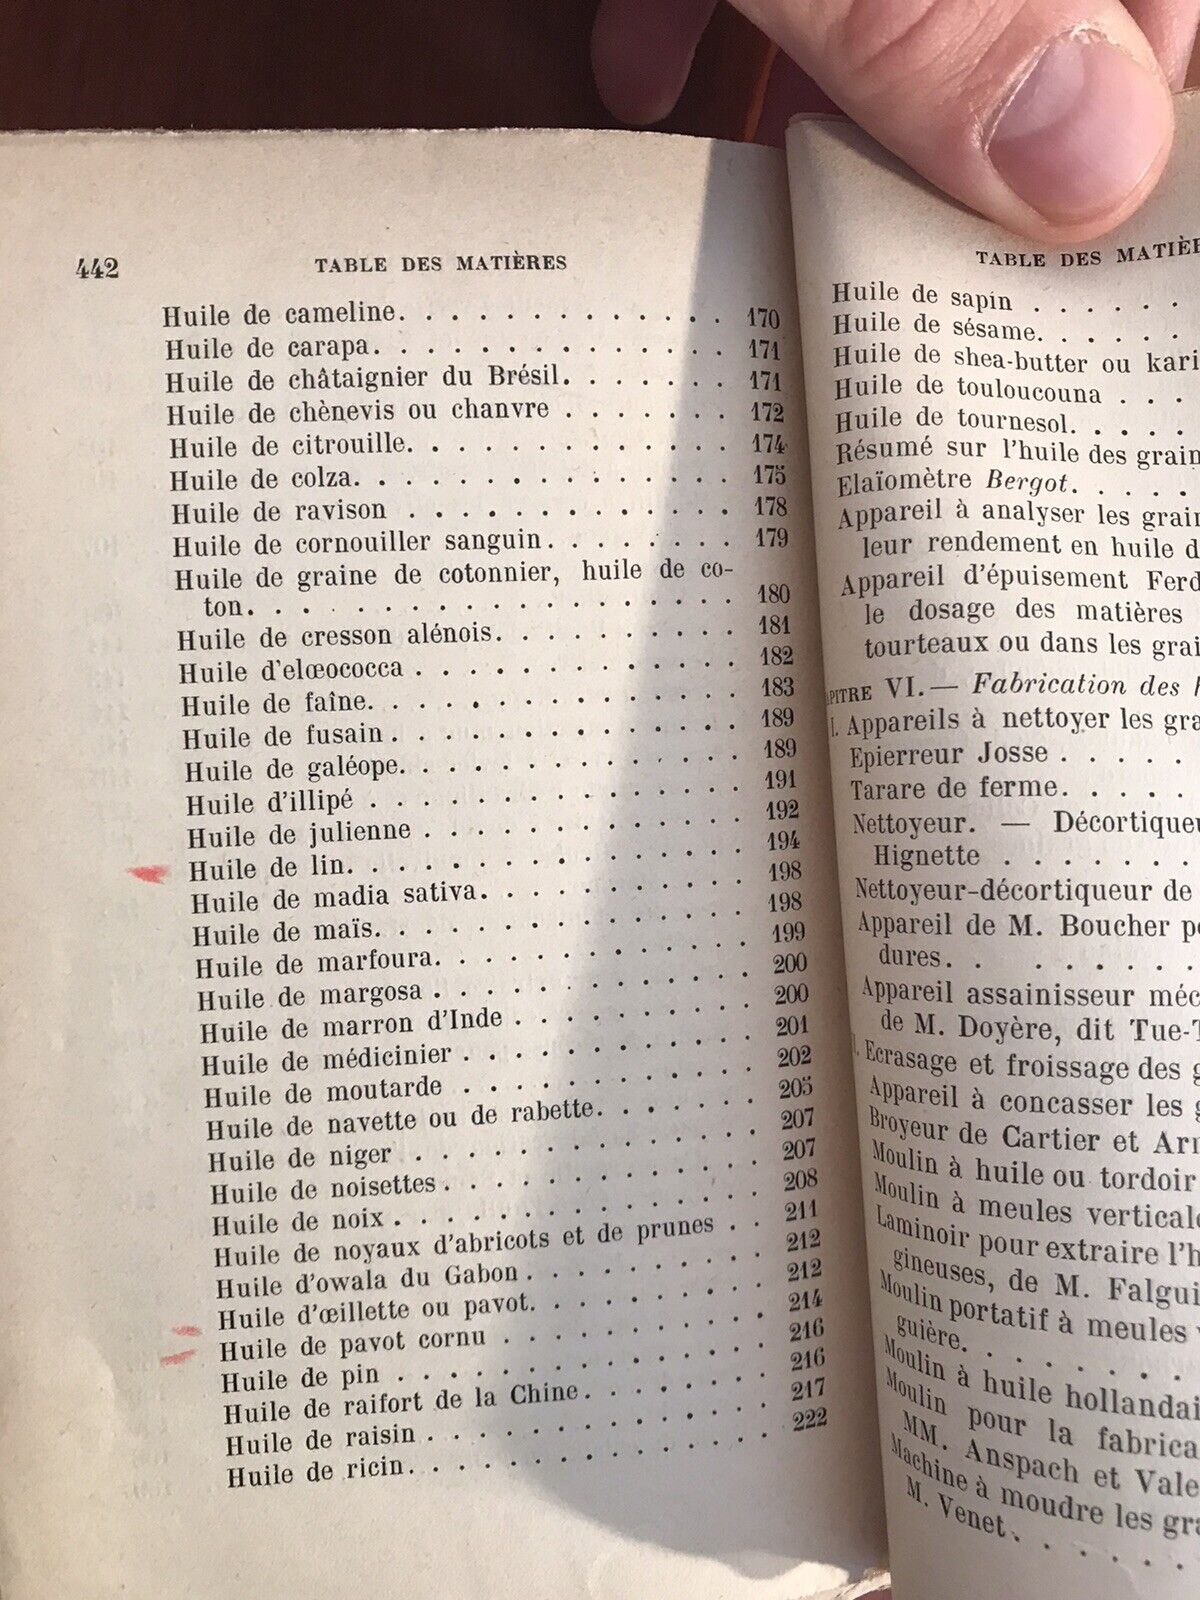 442 TABLE DES MATIÈRES
Huile de cameline. . . . . . . . . . . . . 170
Huile de carapa. . . . . . . . . . . . . . 171
Huile de châtaignier du Brésil. . . . . . . 171
Huile de chènevis ou chanvre . . . . . . . 172
Huile de citrouille. . . . . . . . . . . . . 174
Huile de colza. . . . . . . . . . . . . . . 175
Huile de ravison . . . . . . . . . . . . . 178
Huile de cornouiller sanguin. . . . . . . . 179
Huile de graine de cotonnier, huile de co-
ton. . . . . . . . . . . . . . . . . . 180
Huile de cresson alénois. . . . . . . . . . 181
Huile d'elœococca . . . . . . . . . . . . 182
Huile de faîne. . . . . . . . . . . . . . . 183
Huile de fusain . . . . . . . . . . . . . . 189
Huile de galéope. . . . . . . . . . . . . . 189
Huile d'illipé . . . . . . . . . . . . . . 191
Huile de julienne . . . . . . . . . . . . . 192
Huile de lin. . . . . . . . . . . . . . . . 194
Huile de madia sativa. . . . . . . . . . . 198
Huile de maïs. . . . . . . . . . . . . . . 198
Huile de marfoura. . . . . . . . . . . . . 199
Huile de margosa . . . . . . . . . . . . . 200
Huile de marron d'Inde . . . . . . . . . . 200
Huile de médicinier . . . . . . . . . . . . 201
Huile de moutarde . . . . . . . . . . . . 202
Huile de navette ou de rabette. . . . . . . 205
Huile de niger . . . . . . . . . . . . . . 207
Huile de noisettes . . . . . . . . . . . . . 207
Huile de noix . . . . . . . . . . . . . . . 208
Huile de noyaux d'abricots et de prunes . . 211
Huile d'owala du Gabon . . . . . . . . . . 212
Huile d'œillette ou pavot. . . . . . . . . . 212
Huile de pavot cornu . . . . . . . . . . . 214
Huile de pin . . . . . . . . . . . . . . . 216
Huile de raifort de la Chine. . . . . . . . 216
Huile de raisin . . . . . . . . . . . . . . 217
Huile de ricin. . . . . . . . . . . . . . . 222
TABLE DES MATIÈR
Huile de sapin . . . . .
Huile de sésame. . . . .
Huile de shea-butter ou kari
Huile de touloucouna . . .
Huile de tournesol. . . . .
Résumé sur l'huile des grain
Elaïomètre Bergot. . . . .
Appareil à analyser les grain
leur rendement en huile d
Appareil d'épuisement Ferd
le dosage des matières
tourteaux ou dans les grai
PITRE VI. — Fabrication des h
I. Appareils à nettoyer les gra
Epierreur Josse . . . . .
Tarare de ferme. . . . .
Nettoyeur. — Décortiqueu
Hignette . . . . . .
Nettoyeur-décortiqueur de
Appareil de M. Boucher po
dures. . . . . . . .
Appareil assainisseur méc
de M. Doyère, dit Tue-T
I. Ecrasage et froissage des g
Appareil à concasser les g
Broyeur de Cartier et Arm
Moulin à huile ou tordoir
Moulin à meules verticale
Laminoir pour extraire l'h
gineuses, de M. Falgui
Moulin portatif à meules v
guière. . . . . . . .
Moulin à huile hollandai
Moulin pour la fabrica
MM. Anspach et Vale
Machine à moudre les gra
M. Venet . . . . . .